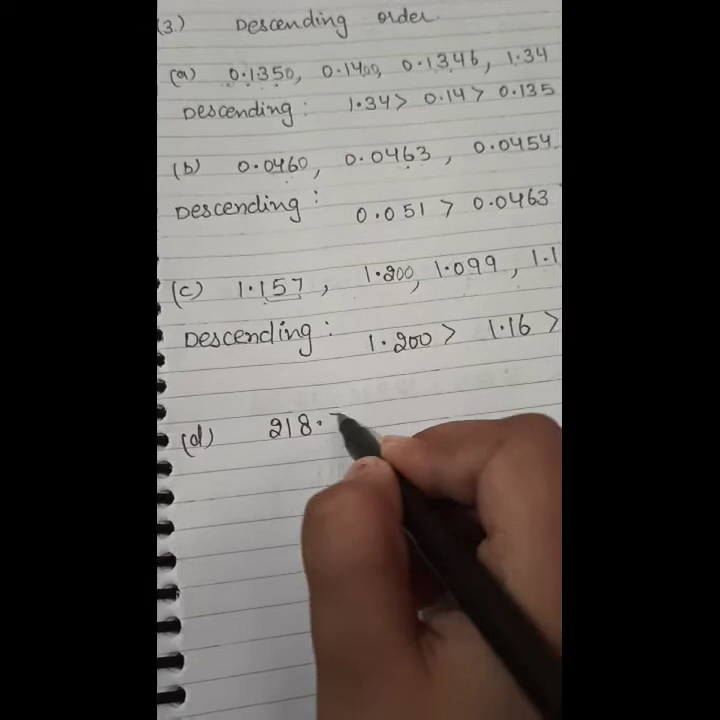 (3.) Descending order.
(a) 0.1350, 0.1400, 0.1346, 1.34
Descending: 1.34> 0.14> 0.135
(b) 0.0460, 0.0463, 0.0454
Descending: 0.051 > 0.0463
(c) 1.157, 1.200, 1.099, 1.1
Descending: 1.200> 1.16 >
(d) 218.